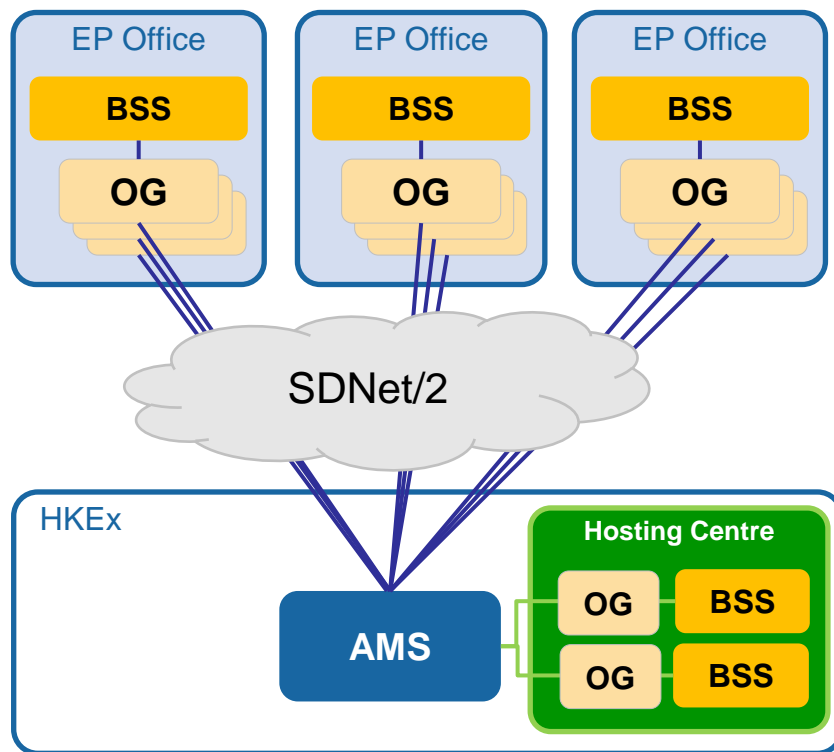 EP Office
EP Office
EP Office
BSS
BSS
BSS
OG
OG
OG
SDNet/2
HKEx
Hosting Centre
AMS
OG
BSS
OG
BSS